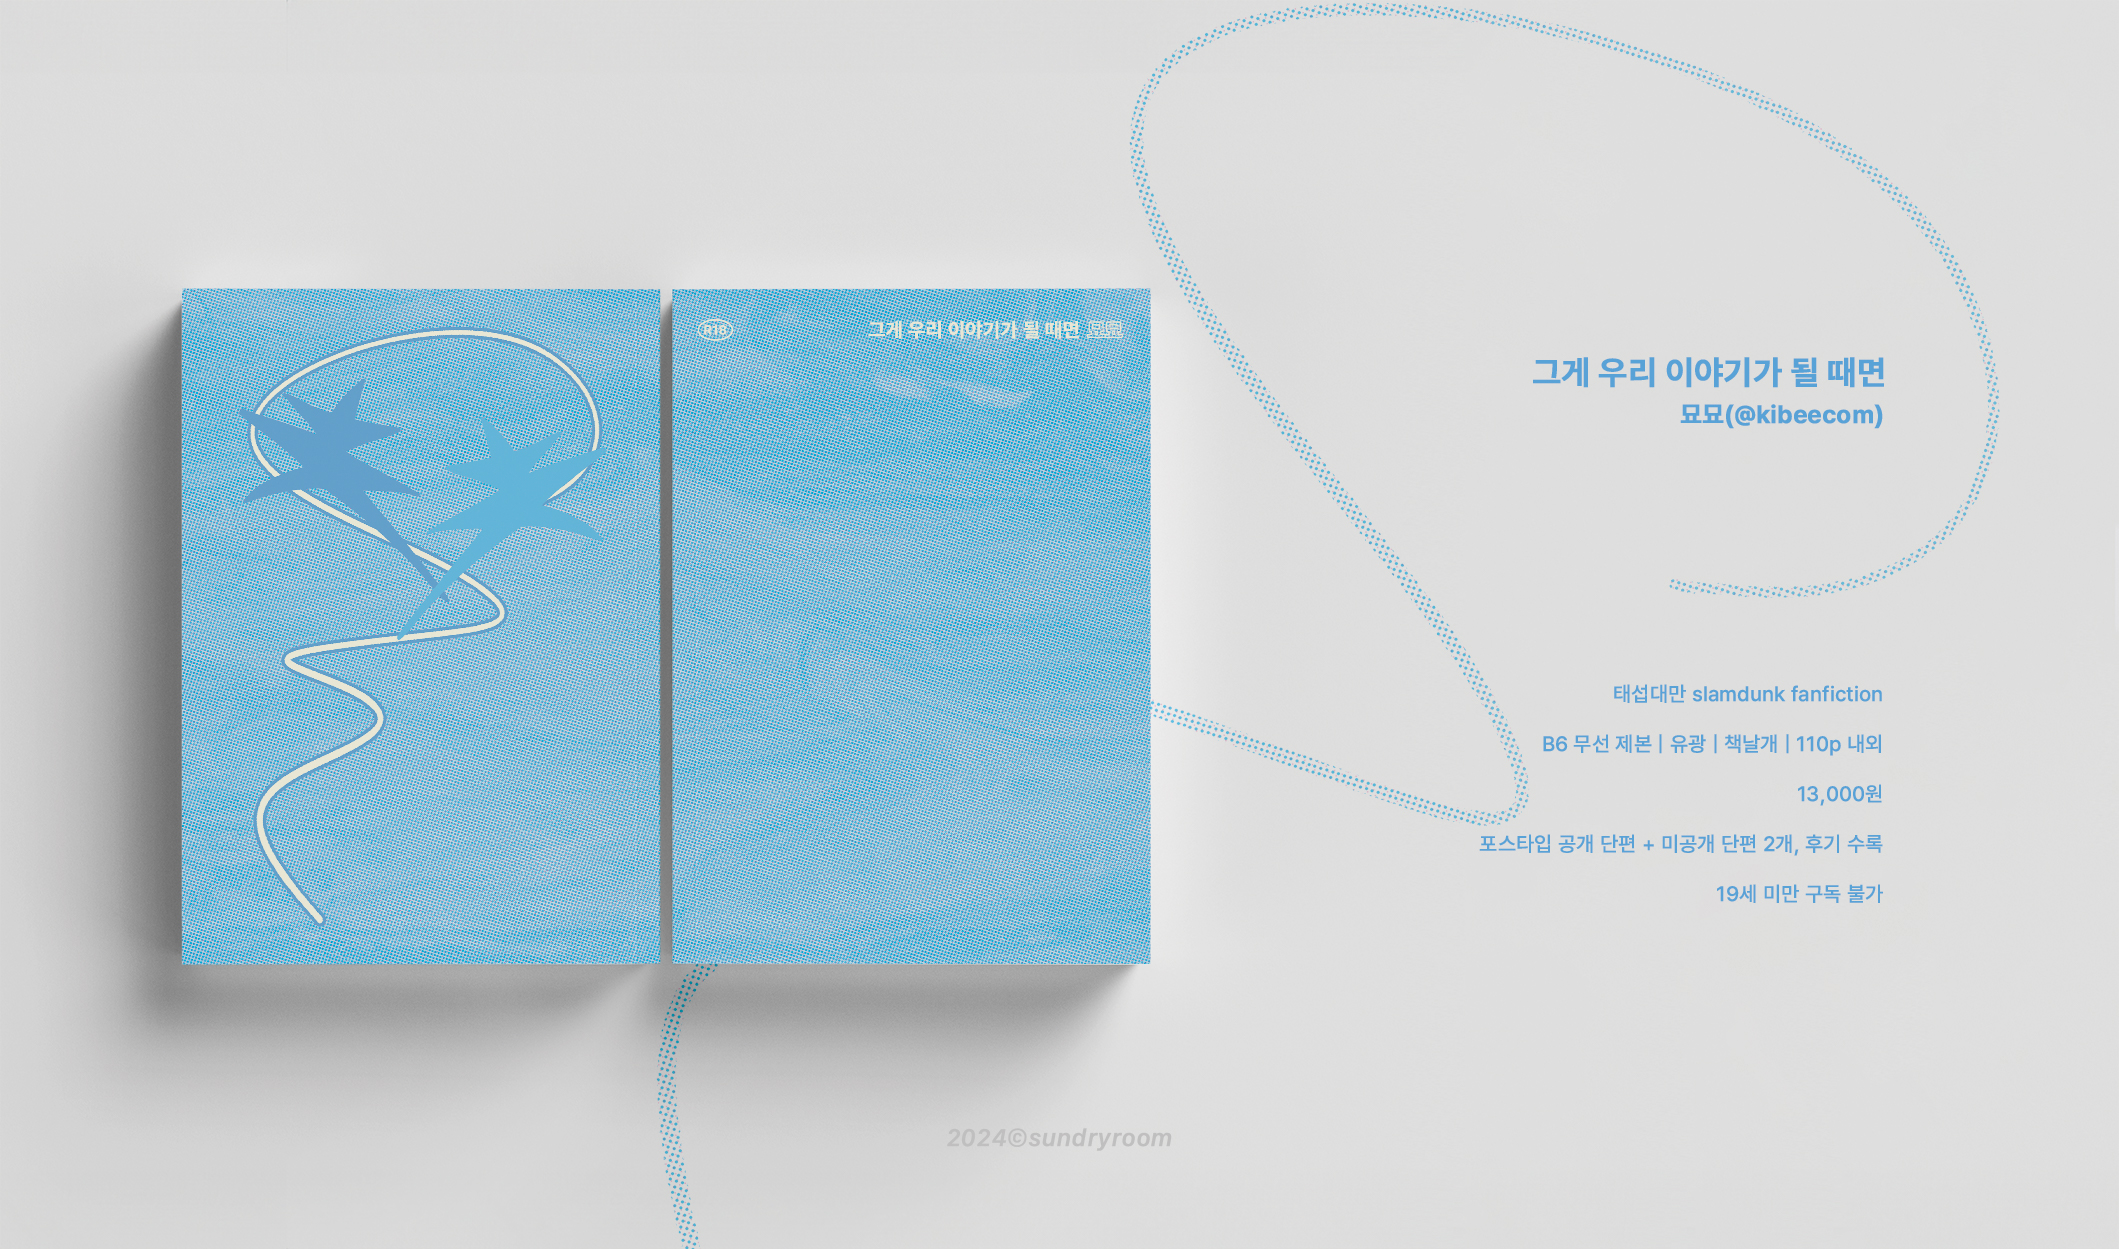 R18
그게 우리 이야기가 될 때면 묘묘
그게 우리 이야기가 될 때면
묘묘(@kibeecom)
태섭대만 slamdunk fanfiction
B6 무선 제본 | 유광 | 책날개 | 110p 내외
13,000원
포스타입 공개 단편 + 미공개 단편 2개, 후기 수록
19세 미만 구독 불가
2024©sundryroom